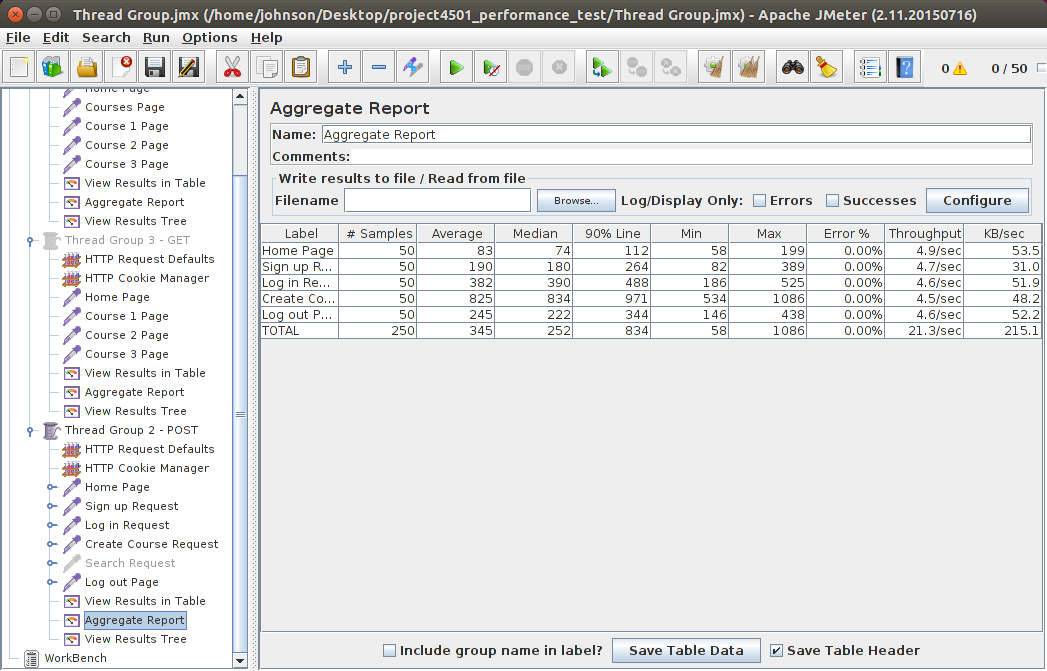 Thread Group.jmx (/home/johnson/Desktop/project4501_performance_test/Thread Group.jmx) - Apache JMeter (2.11.20150716)
File Edit Search Run Options Help
0 0 / 50
Home Page
Courses Page
Course 1 Page
Course 2 Page
Course 3 Page
View Results in Table
Aggregate Report
View Results Tree
Thread Group 3 - GET
HTTP Request Defaults
HTTP Cookie Manager
Home Page
Course 1 Page
Course 2 Page
Course 3 Page
View Results in Table
Aggregate Report
View Results Tree
Thread Group 2 - POST
HTTP Request Defaults
HTTP Cookie Manager
Home Page
Sign up Request
Log in Request
Create Course Request
Search Request
Log out Page
View Results in Table
Aggregate Report
View Results Tree
WorkBench
Aggregate Report
Name: Aggregate Report
Comments:
Write results to file / Read from file
Filename Browse... Log/Display Only: Errors Successes Configure
Label # Samples Average Median 90% Line Min Max Error % Throughput KB/sec
Home Page 50 83 74 112 58 199 0.00% 4.9/sec 53.5
Sign up R... 50 190 180 264 82 389 0.00% 4.7/sec 31.0
Log in Re... 50 382 390 488 186 525 0.00% 4.6/sec 51.9
Create Co... 50 825 834 971 534 1086 0.00% 4.5/sec 48.2
Log out P... 50 245 222 344 146 438 0.00% 4.6/sec 52.2
TOTAL 250 345 252 834 58 1086 0.00% 21.3/sec 215.1
Include group name in label? Save Table Data Save Table Header